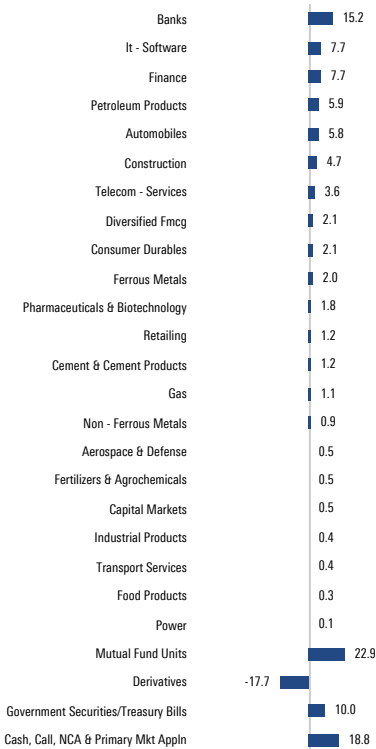 Banks 15.2
It - Software 7.7
Finance 7.7
Petroleum Products 5.9
Automobiles 5.8
Construction 4.7
Telecom - Services 3.6
Diversified Fmcg 2.1
Consumer Durables 2.1
Ferrous Metals 2.0
Pharmaceuticals & Biotechnology 1.8
Retailing 1.2
Cement & Cement Products 1.2
Gas 1.1
Non - Ferrous Metals 0.9
Aerospace & Defense 0.5
Fertilizers & Agrochemicals 0.5
Capital Markets 0.5
Industrial Products 0.4
Transport Services 0.4
Food Products 0.3
Power 0.1
Mutual Fund Units 22.9
Derivatives -17.7
Government Securities/Treasury Bills 10.0
Cash, Call, NCA & Primary Mkt Appln 18.8